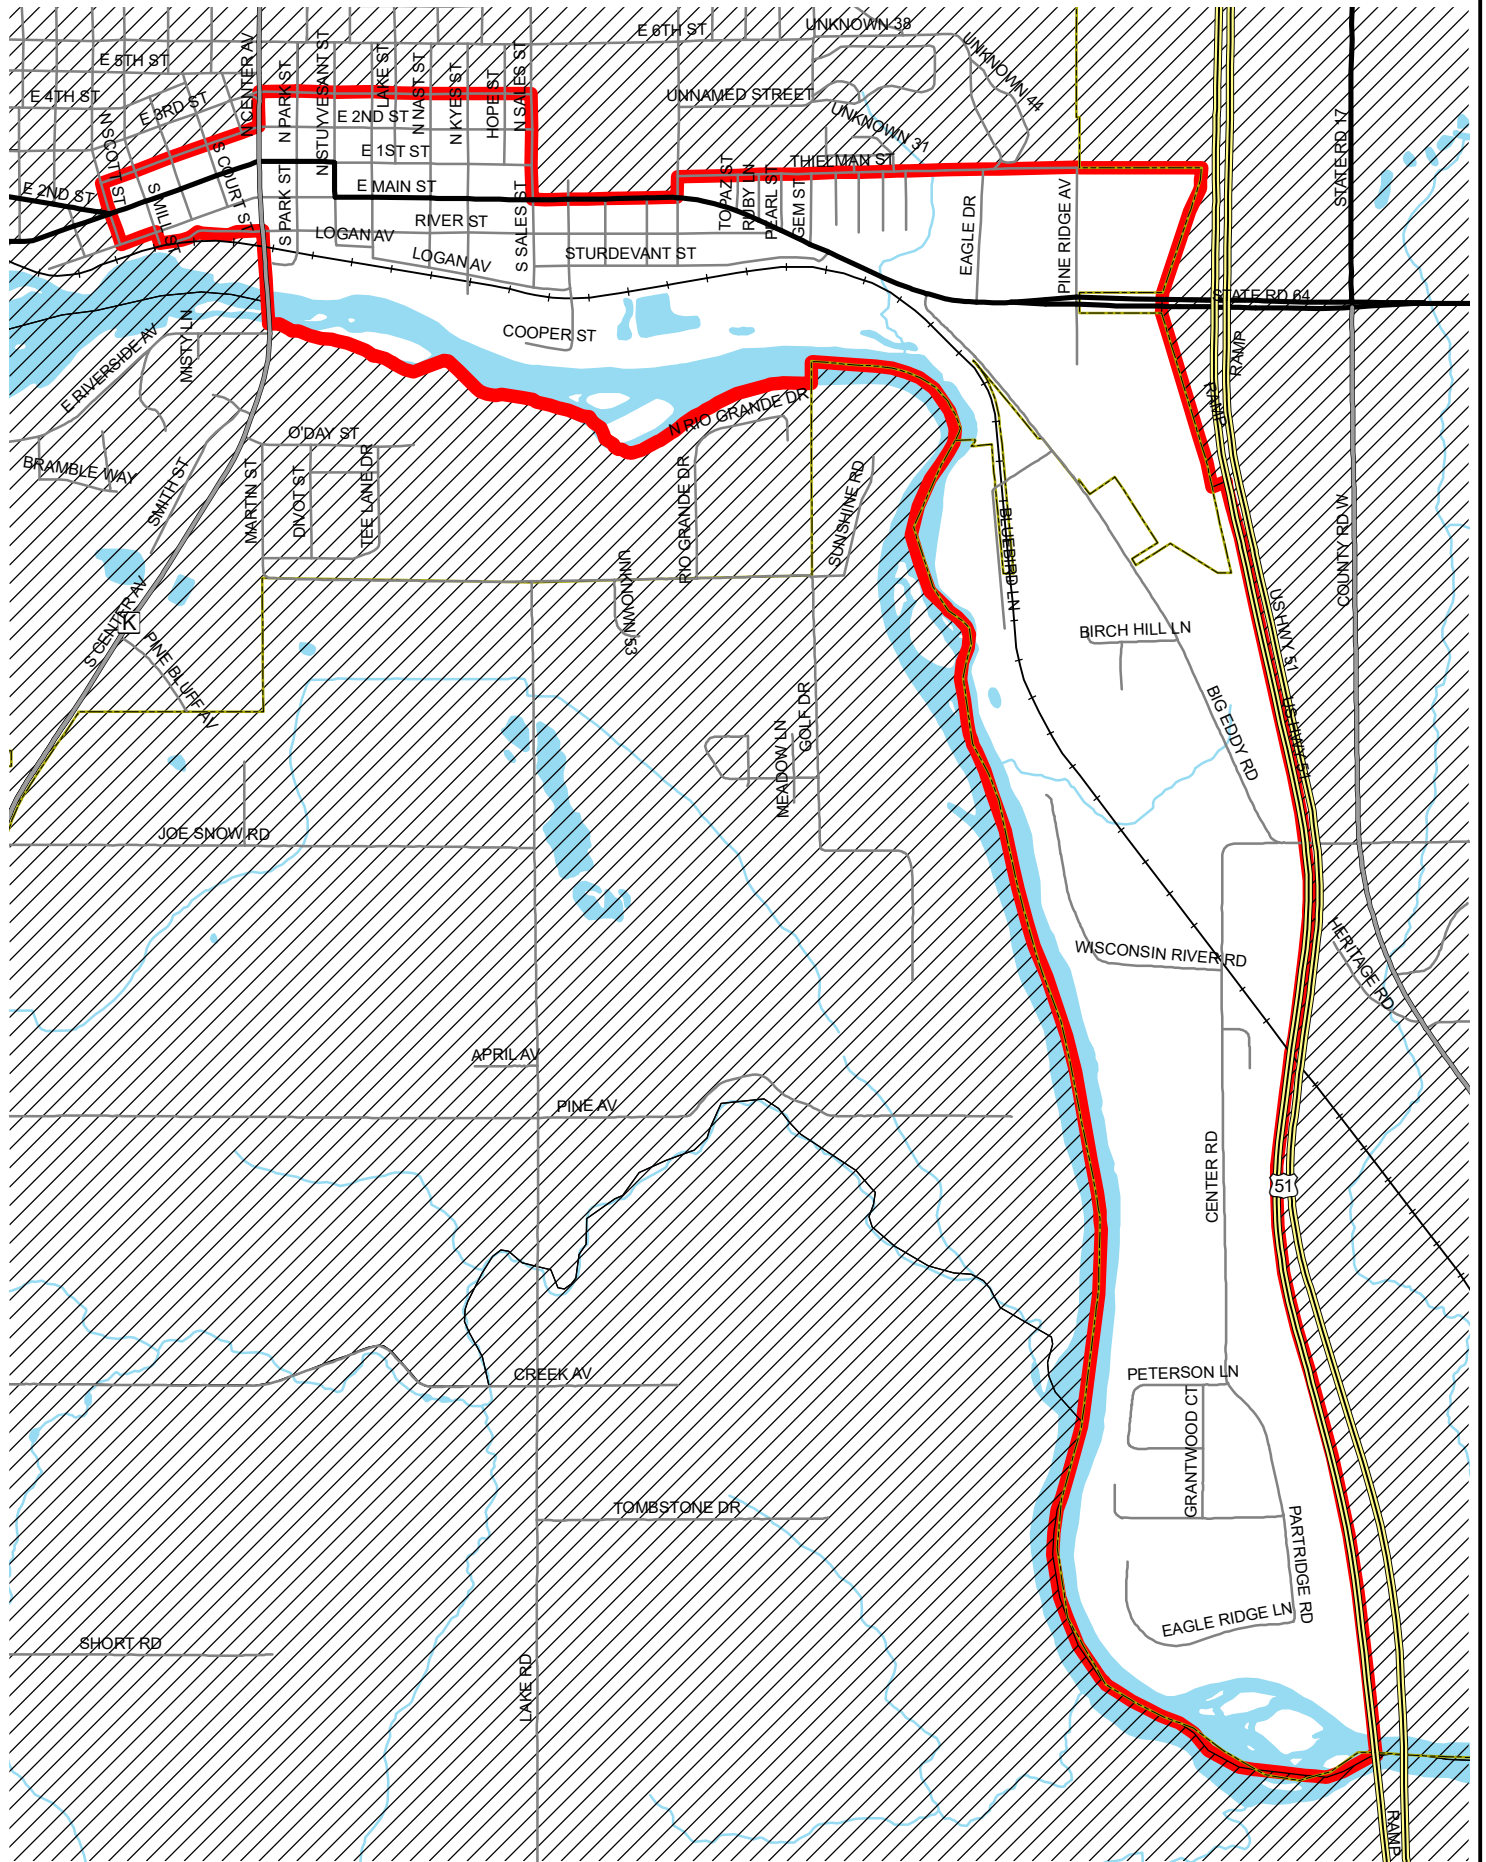 E 6TH ST
UNKNOWN 38
E 5TH ST
N CENTER AV
N PARK ST
N STUYVESANT ST
LAKE ST
N NAST ST
N KYES ST
HOPE ST
N SALES ST
UNKNOWN 44
E 4TH ST
E 3RD ST
UNNAMED STREET
E 2ND ST
UNKNOWN 31
STATE RD 17
N SCOTT ST
S COURT ST
E 1ST ST
THIELMAN ST
E 2ND ST
S MILL ST
S PARK ST
E MAIN ST
RIVER ST
S SALES ST
TOPAZ ST
RUBY LN
PEARL ST
GEM ST
EAGLE DR
PINE RIDGE AV
LOGAN AV
LOGAN AV
STURDEVANT ST
STATE RD 64
COOPER ST
RAMP
RAMP
MISTY LN
E RIVERSIDE AV
N RIO GRANDE DR
O'DAY ST
BRAMBLE WAY
SMITH ST
MARTIN ST
DIVOT ST
TEE LANE DR
RIO GRANDE DR
SUNSHINE RD
BLUEBIRD LN
COUNTY RD W
S CENTER AV
K
PINE BLUFF AV
UNKNOWN 53
BIRCH HILL LN
US HWY 51
US HWY 51
BIG EDDY RD
GOLF DR
MEADOW LN
JOE SNOW RD
WISCONSIN RIVER RD
HERITAGE RD
APRIL AV
PINE AV
CENTER RD
51
CREEK AV
PETERSON LN
GRANTWOOD CT
TOMBSTONE DR
PARTRIDGE RD
EAGLE RIDGE LN
SHORT RD
LAKE RD
RAMP